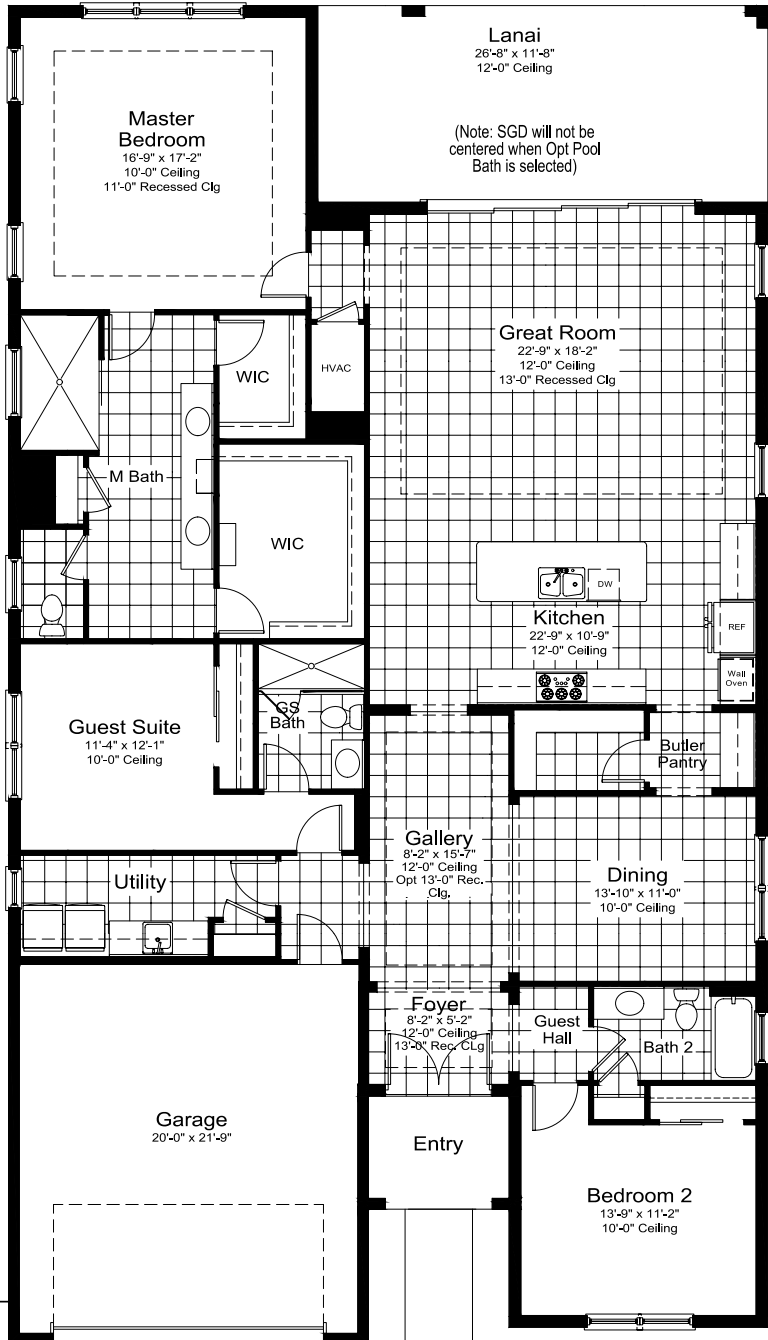 Lanai
26'-8" x 11'-8"
12'-0" Ceiling
(Note: SGD will not be
centered when Opt Pool
Bath is selected)
Master
Bedroom
16'-9" x 17'-2"
10'-0" Ceiling
11'-0" Recessed Clg
Great Room
22'-9" x 18'-2"
12'-0" Ceiling
13'-0" Recessed Clg
WIC
HVAC
M Bath
WIC
DW
Kitchen
22'-9" x 10'-9"
12'-0" Ceiling
REF
Wall
Oven
GS
Bath
Guest Suite
11'-4" x 12'-1"
10'-0" Ceiling
Butler
Pantry
Gallery
8'-2" x 15'-7"
12'-0" Ceiling
Opt 13'-0" Rec.
Clg.
Utility
Dining
13'-10" x 11'-0"
10'-0" Ceiling
Foyer
8'-2" x 5'-2"
12'-0" Ceiling
13'-0" Rec. CLg
Guest
Hall
Bath 2
Garage
20'-0" x 21'-9"
Entry
Bedroom 2
13'-9" x 11'-2"
10'-0" Ceiling